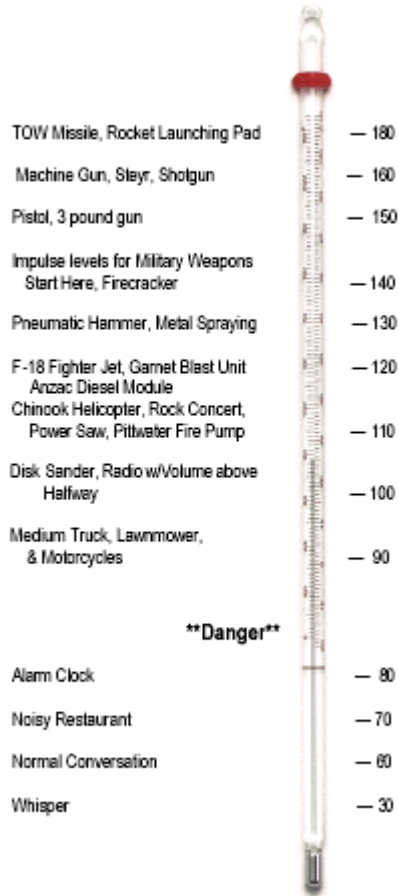 TOW Missile, Rocket Launching Pad — 180
Machine Gun, Steyr, Shotgun — 160
Pistol, 3 pound gun — 150
Impulse levels for Military Weapons
Start Here, Firecracker — 140
Pneumatic Hammer, Metal Spraying — 130
F-18 Fighter Jet, Garnet Blast Unit — 120
Anzac Diesel Module
Chinook Helicopter, Rock Concert,
Power Saw, Pittwater Fire Pump — 110
Disk Sander, Radio w/Volume above
Halfway — 100
Medium Truck, Lawnmower,
& Motorcycles — 90
**Danger**
Alarm Clock — 80
Noisy Restaurant — 70
Normal Conversation — 60
Whisper — 30